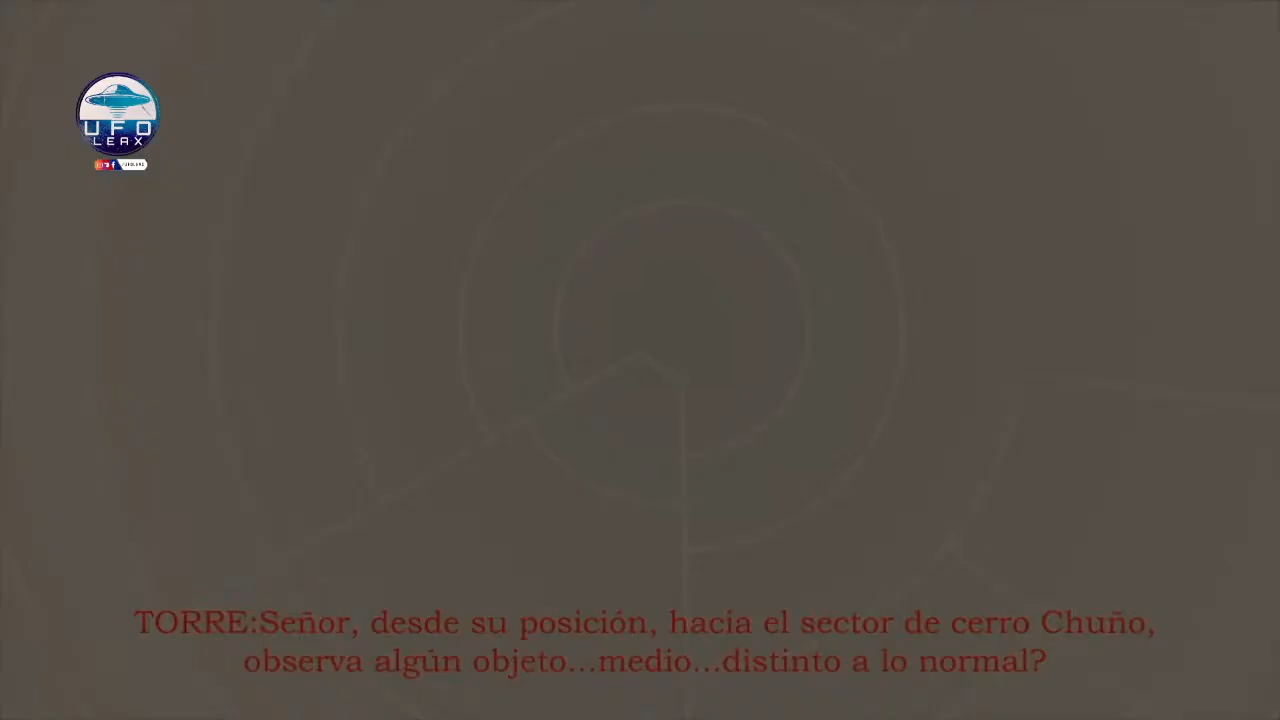 UFO
LEAX
TORRE:Señor, desde su posición, hacia el sector de cerro Chuño,
observa algún objeto...medio...distinto a lo normal?